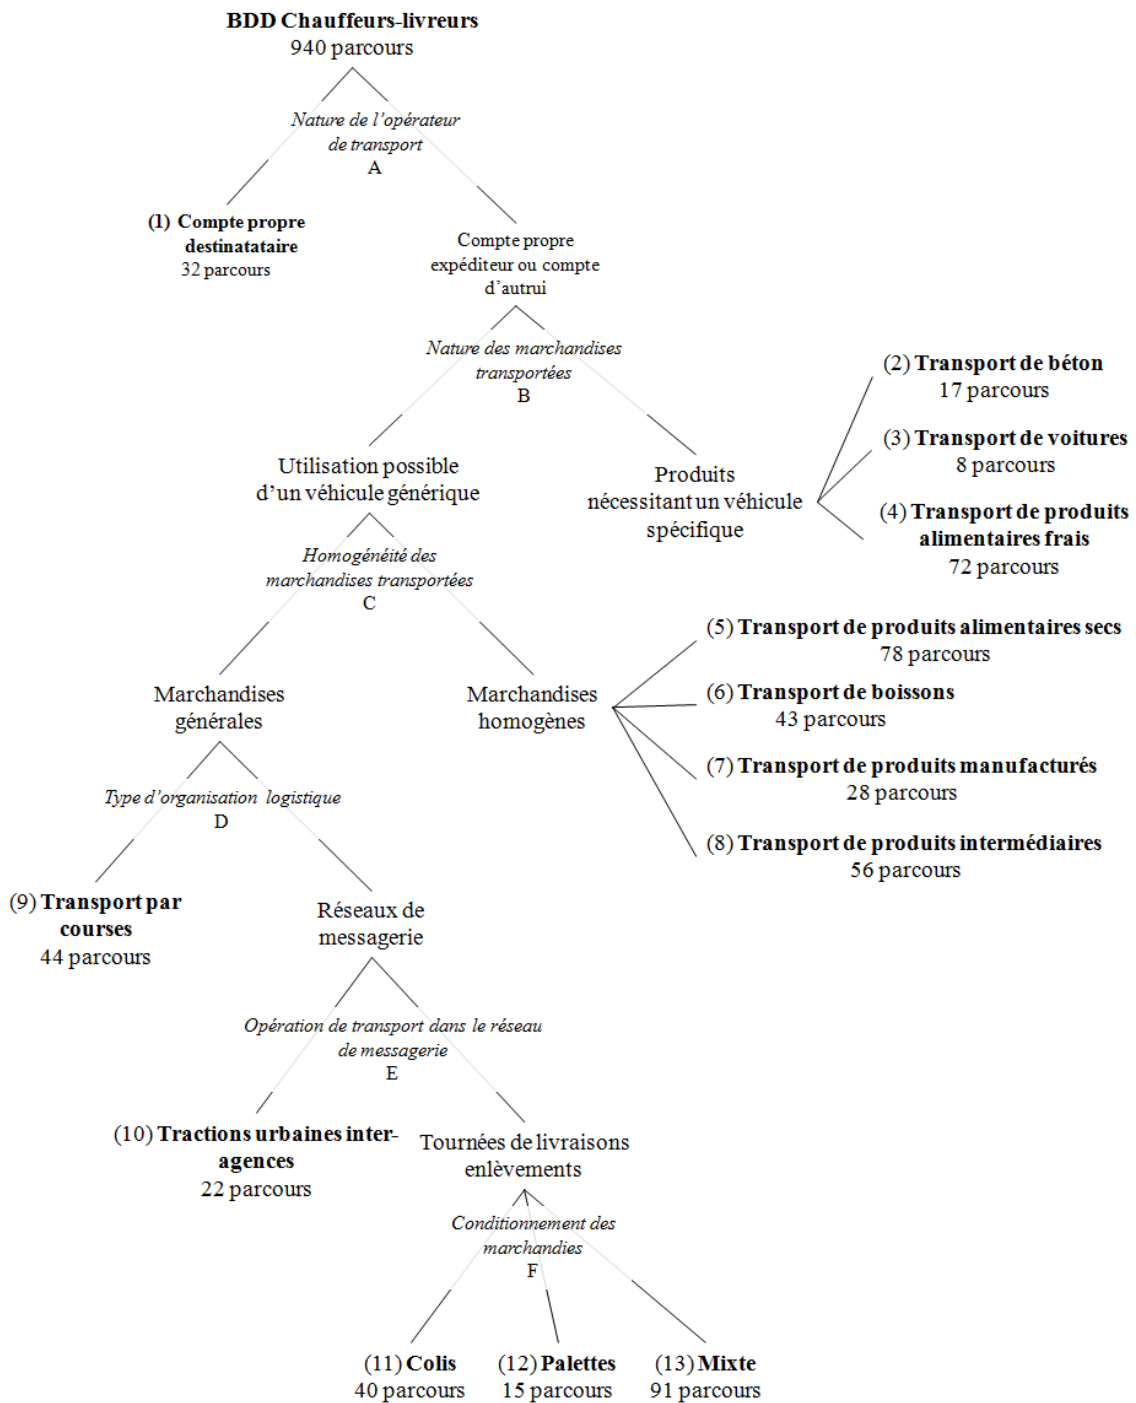 BDD Chauffeurs-livreurs
940 parcours
Nature de l'opérateur
de transport
A
(1) Compte propre
destinatataire
32 parcours
Compte propre
expéditeur ou compte
d'autrui
Nature des marchandises
transportées
B
Utilisation possible
d'un véhicule générique
Produits
nécessitant un véhicule
spécifique
(2) Transport de béton
17 parcours
(3) Transport de voitures
8 parcours
(4) Transport de produits
alimentaires frais
72 parcours
Homogénéité des
marchandises transportées
C
Marchandises
générales
Marchandises
homogènes
(5) Transport de produits alimentaires secs
78 parcours
(6) Transport de boissons
43 parcours
(7) Transport de produits manufacturés
28 parcours
(8) Transport de produits intermédiaires
56 parcours
Type d'organisation logistique
D
(9) Transport par
courses
44 parcours
Réseaux de
messagerie
Opération de transport dans le réseau
de messagerie
E
(10) Tractions urbaines inter-
agences
22 parcours
Tournées de livraisons
enlèvements
Conditionnement des
marchandies
F
(11) Colis
40 parcours
(12) Palettes
15 parcours
(13) Mixte
91 parcours